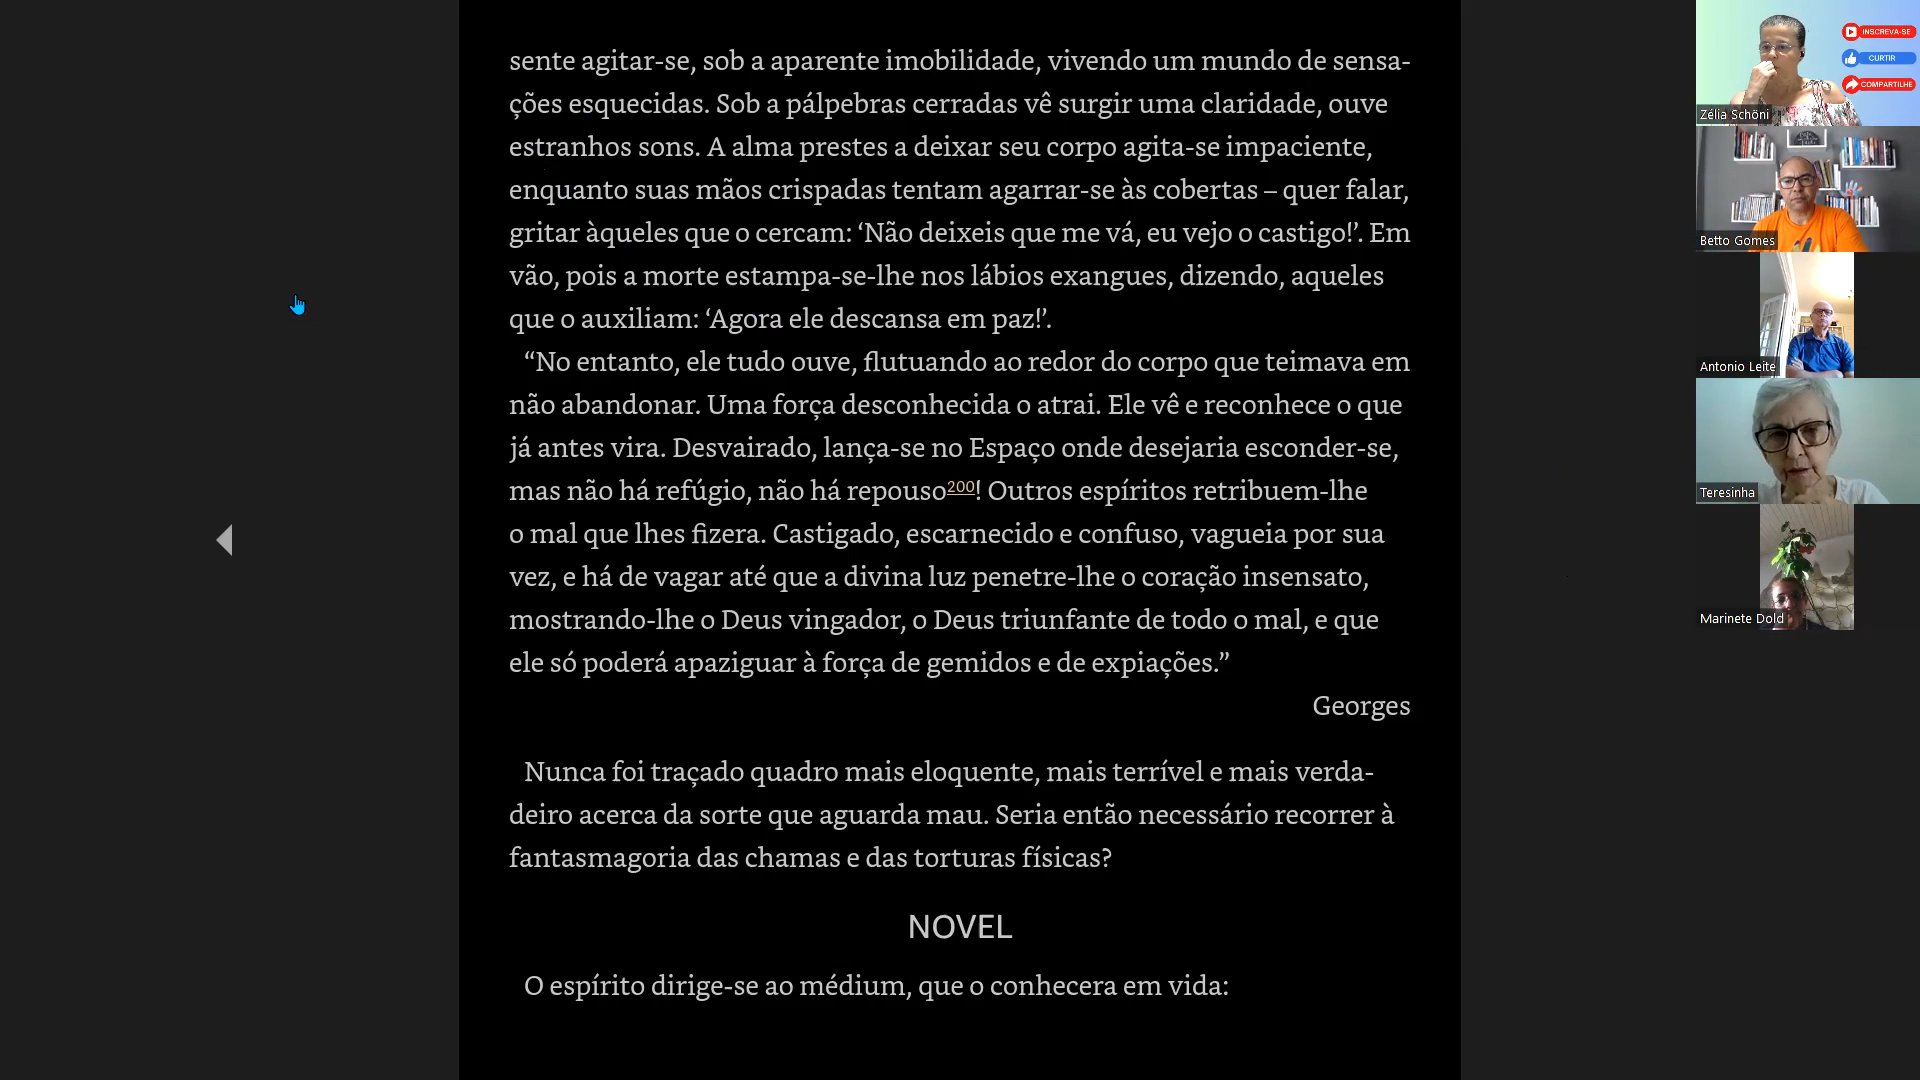 sente agitar-se, sob a aparente imobilidade, vivendo um mundo de sensa-
ções esquecidas. Sob a pálpebras cerradas vê surgir uma claridade, ouve
estranhos sons. A alma prestes a deixar seu corpo agita-se impaciente,
enquanto suas mãos crispadas tentam agarrar-se às cobertas – quer falar,
gritar àqueles que o cercam: ‘Não deixeis que me vá, eu vejo o castigo!’. Em
vão, pois a morte estampa-se-lhe nos lábios exangues, dizendo, aqueles
que o auxiliam: ‘Agora ele descansa em paz!’.
“No entanto, ele tudo ouve, flutuando ao redor do corpo que teimava em
não abandonar. Uma força desconhecida o atrai. Ele vê e reconhece o que
já antes vira. Desvairado, lança-se no Espaço onde desejaria esconder-se,
mas não há refúgio, não há repouso200! Outros espíritos retribuem-lhe
o mal que lhes fizera. Castigado, escarnecido e confuso, vagueia por sua
vez, e há de vagar até que a divina luz penetre-lhe o coração insensato,
mostrando-lhe o Deus vingador, o Deus triunfante de todo o mal, e que
ele só poderá apaziguar à força de gemidos e de expiações.”
Georges
Nunca foi traçado quadro mais eloquente, mais terrível e mais verda-
deiro acerca da sorte que aguarda mau. Seria então necessário recorrer à
fantasmagoria das chamas e das torturas físicas?
NOVEL
O espírito dirige-se ao médium, que o conhecera em vida:
INSCREVA-SE
CURTIR
COMPARTILHE
Zélia Schöni
Betto Gomes
Antonio Leite
Teresinha
Marinete Dold